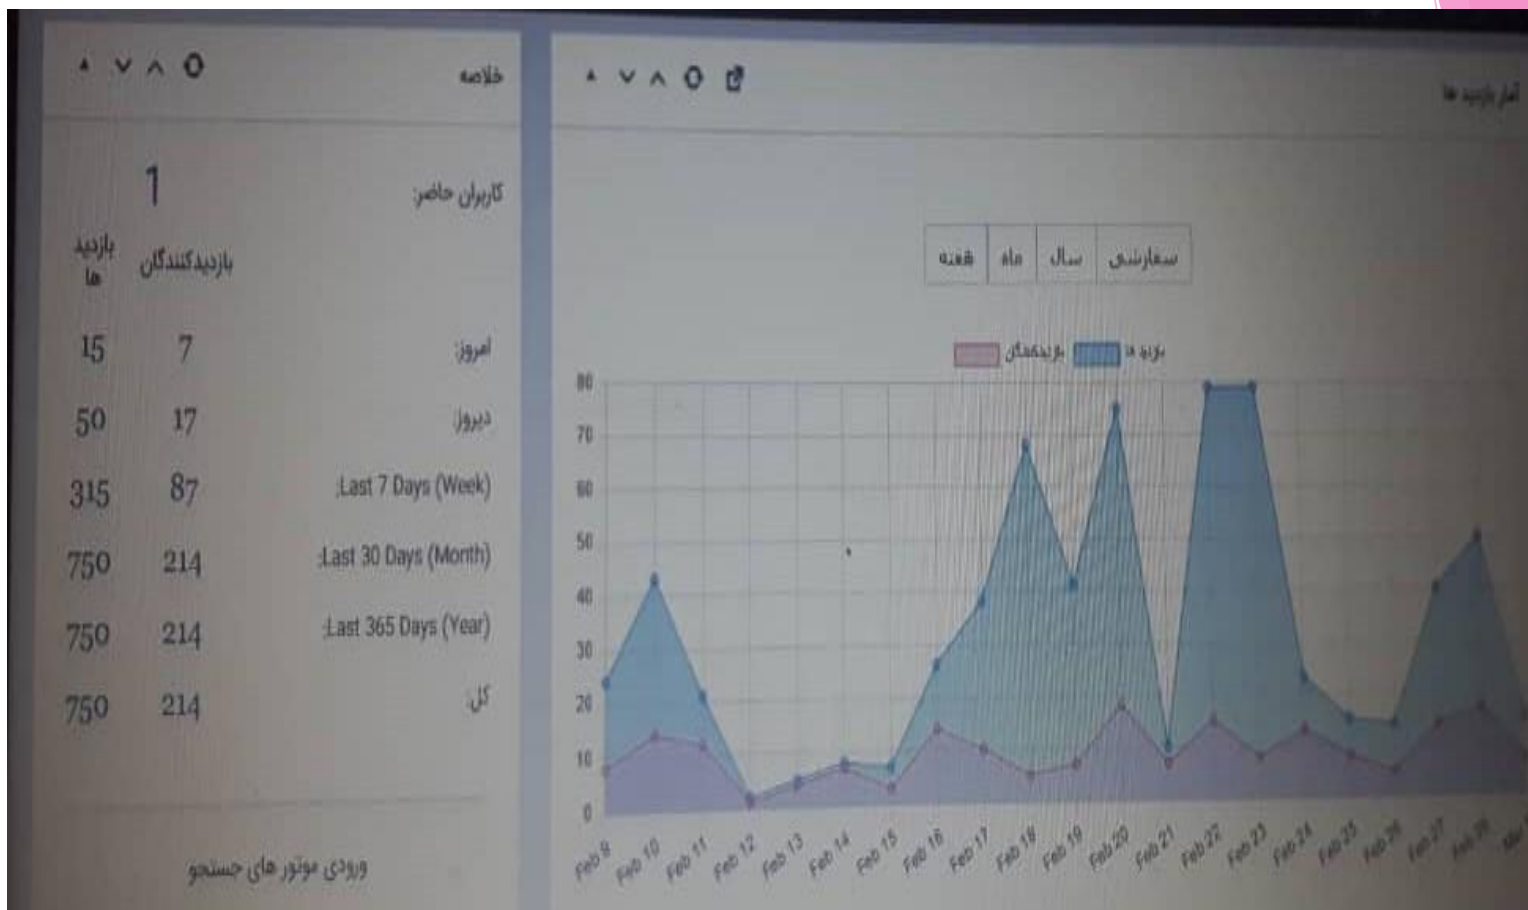 خلاصه
کاربران حاضر: 1
بازدیدکنندگان بازدید ها
امروز: 7 15
دیروز: 17 50
Last 7 Days (Week): 87 315
Last 30 Days (Month): 214 750
Last 365 Days (Year): 214 750
کل: 214 750
ورودی موتور های جستجو
آمار بازدید ها
هفته ماه سال سفارشی
بازدیدکنندگان بازدید ها
80
70
60
50
40
30
20
10
0
Feb 9 Feb 10 Feb 11 Feb 12 Feb 13 Feb 14 Feb 15 Feb 16 Feb 17 Feb 18 Feb 19 Feb 20 Feb 21 Feb 22 Feb 23 Feb 24 Feb 25 Feb 26 Feb 27 Feb 28 Mar